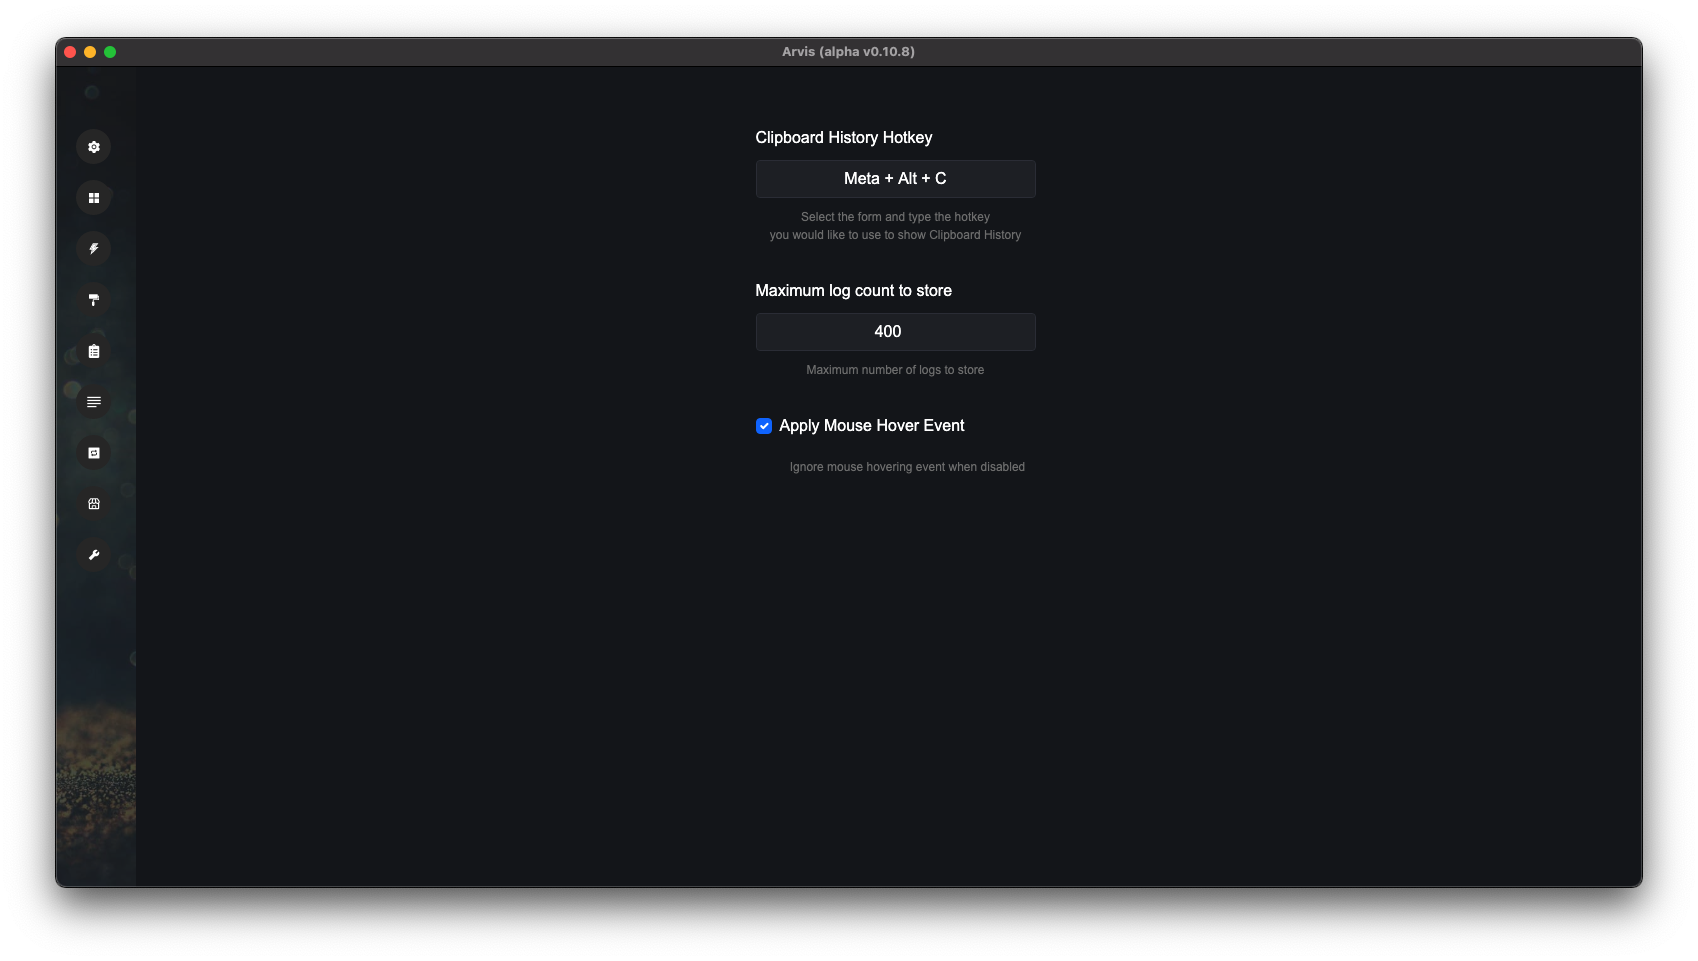 Arvis (alpha v0.10.8)
Clipboard History Hotkey
Meta + Alt + C
Select the form and type the hotkey
you would like to use to show Clipboard History
Maximum log count to store
400
Maximum number of logs to store
Apply Mouse Hover Event
Ignore mouse hovering event when disabled